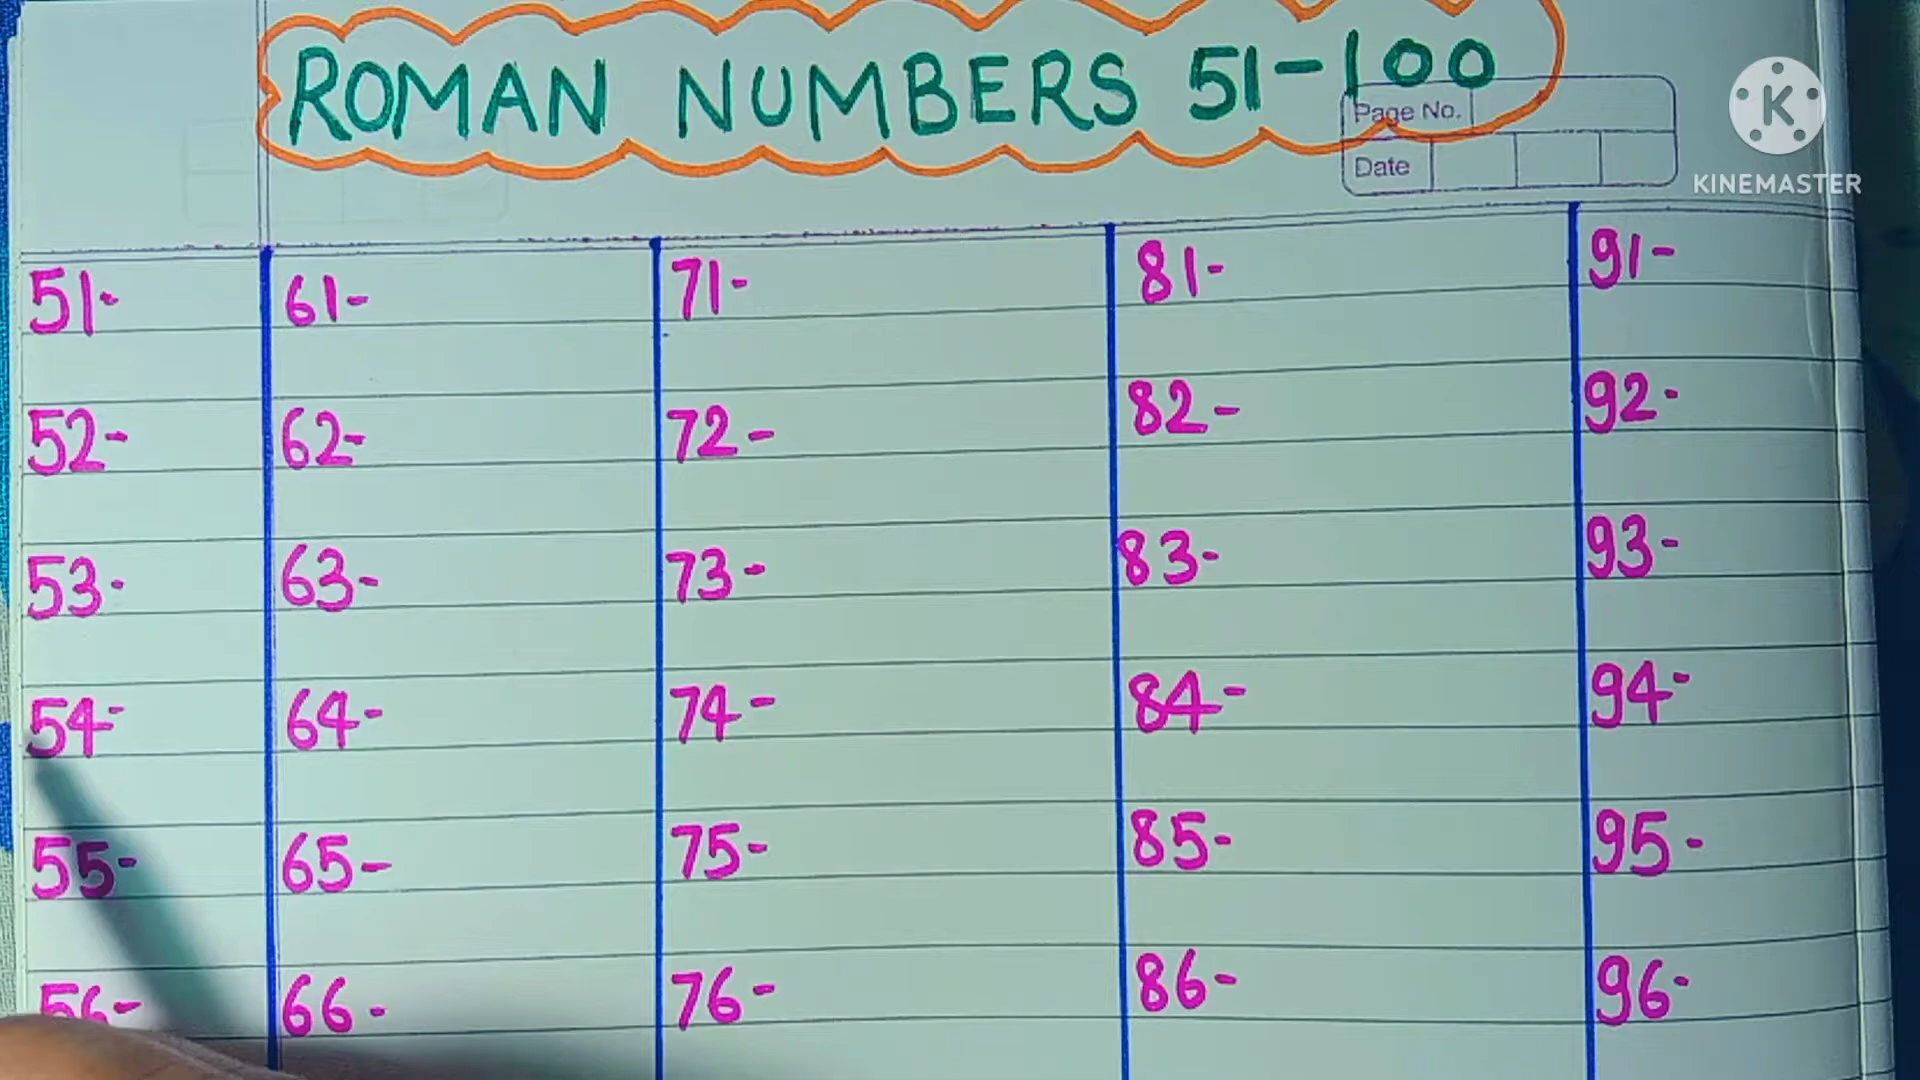 ROMAN NUMBERS 51-100
Page No.
Date
K
KINEMASTER
51- 61- 71- 81- 91-
52- 62- 72- 82- 92-
53- 63- 73- 83- 93-
54- 64- 74- 84- 94-
55- 65- 75- 85- 95-
56- 66- 76- 86- 96-